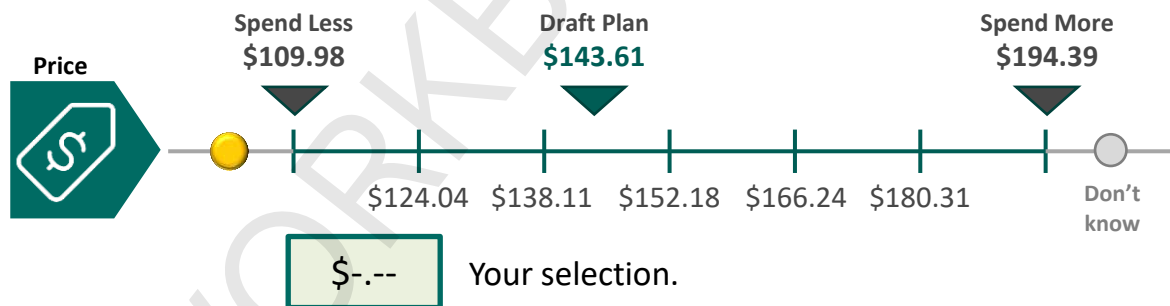 Spend Less
$109.98
Draft Plan
$143.61
Spend More
$194.39
Price
$
$124.04 $138.11 $152.18 $166.24 $180.31
Don't
know
$-.-- Your selection.